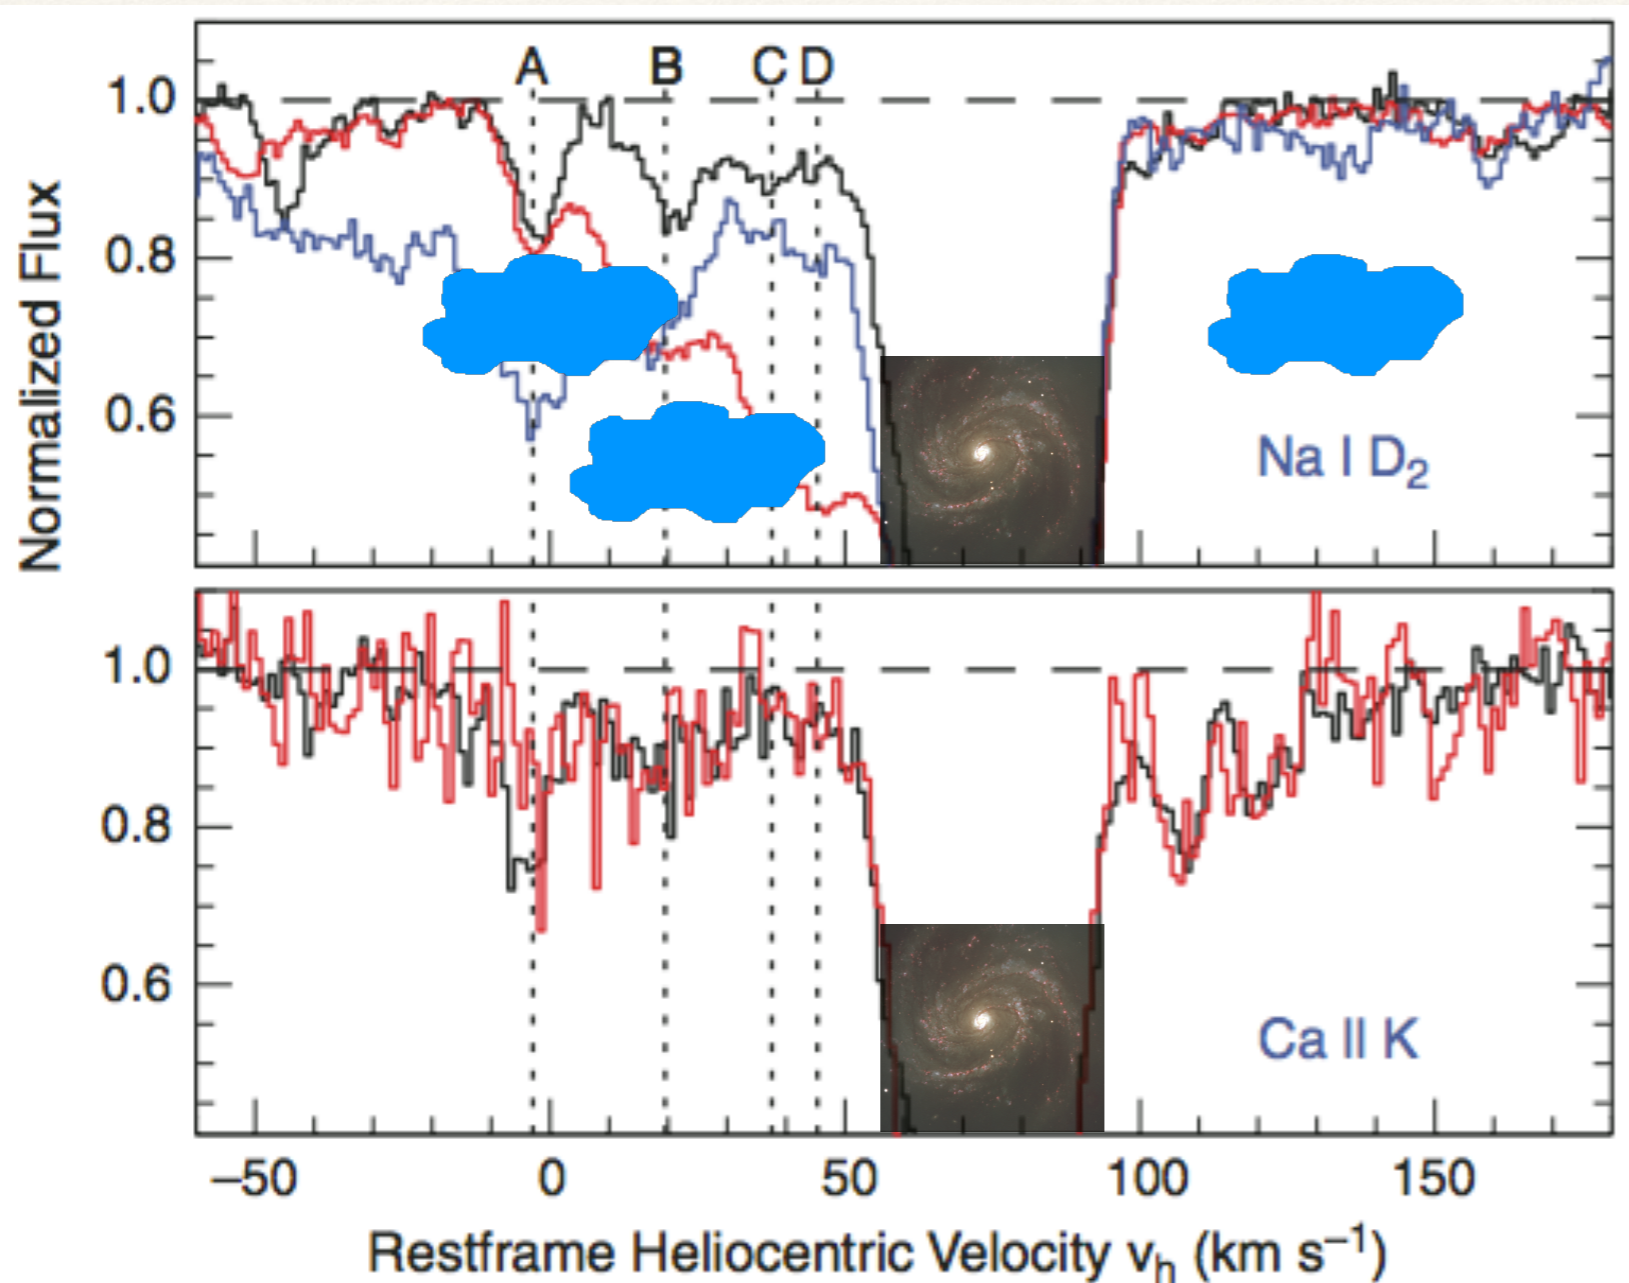 Normalized Flux
A B C D
1.0
0.8
0.6
Na I D2
1.0
0.8
0.6
Ca II K
−50 0 50 100 150
Restframe Heliocentric Velocity vh (km s−1)